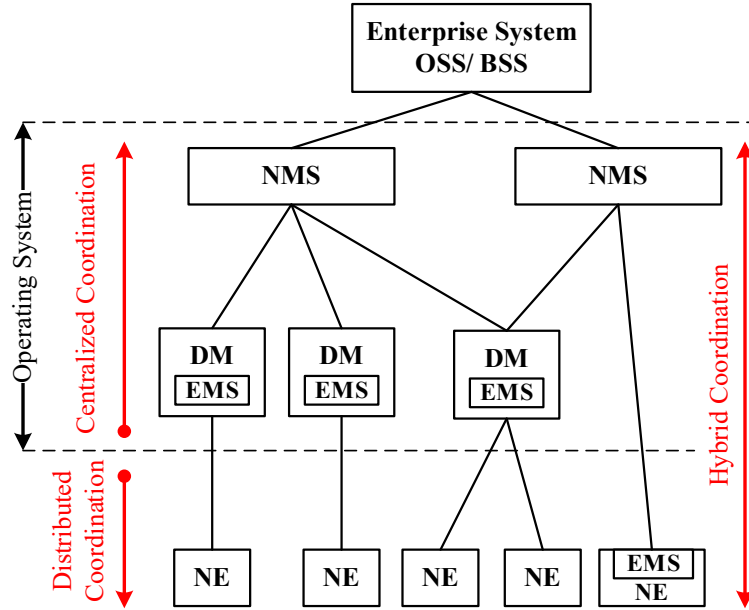 Enterprise System
OSS/ BSS
NMS
NMS
Operating System
Centralized Coordination
Hybrid Coordination
DM
EMS
DM
EMS
DM
EMS
Distributed
Coordination
NE
NE
NE
NE
EMS
NE